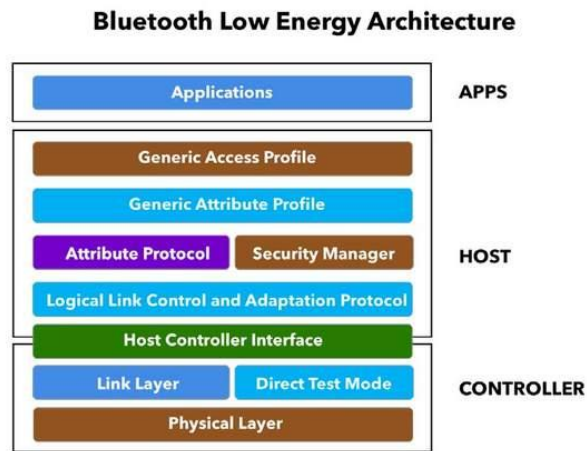 Bluetooth Low Energy Architecture
Applications
APPS
Generic Access Profile
Generic Attribute Profile
Attribute Protocol
Security Manager
HOST
Logical Link Control and Adaptation Protocol
Host Controller Interface
Link Layer
Direct Test Mode
CONTROLLER
Physical Layer